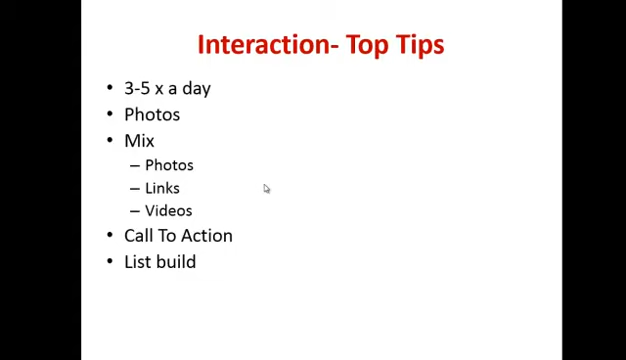 Interaction- Top Tips
• 3-5 x a day
• Photos
• Mix
– Photos
– Links
– Videos
• Call To Action
• List build